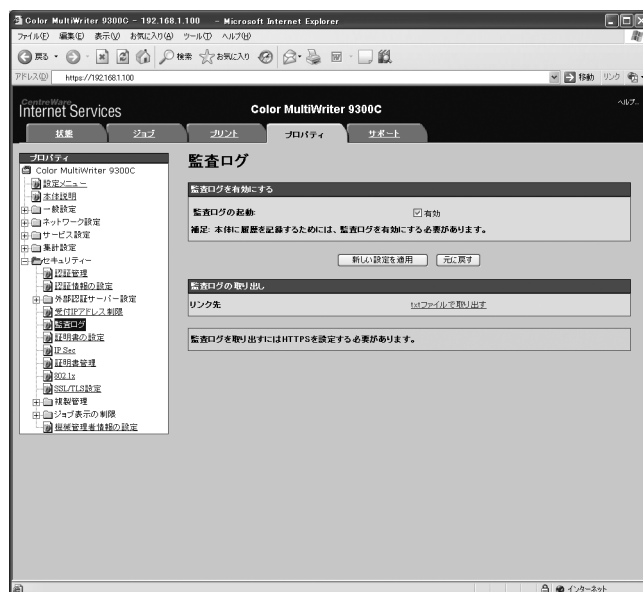 Color MultiWriter 9300C - 192.168.1.100 - Microsoft Internet Explorer
ファイル(F) 編集(E) 表示(V) お気に入り(A) ツール(T) ヘルプ(H)
戻る 検索 お気に入り
アドレス(D) https://192.168.1.100 移動 リンク
CentreWare
Internet Services
Color MultiWriter 9300C
ヘルプ...
状態 ジョブ プリント プロパティ サポート
プロパティ
Color MultiWriter 9300C
設定メニュー
本体説明
一般設定
ネットワーク設定
サービス設定
集計設定
セキュリティー
認証管理
認証情報の設定
外部認証サーバー設定
受付IPアドレス制限
監査ログ
証明書の設定
IP Sec
証明書管理
802.1x
SSL/TLS設定
複製管理
ジョブ表示の制限
機械管理者情報の設定
監査ログ
監査ログを有効にする
監査ログの起動: 有効
補足: 本体に履歴を記録するためには、監査ログを有効にする必要があります。
新しい設定を適用 元に戻す
監査ログの取り出し
リンク先 txtファイルで取り出す
監査ログを取り出すにはHTTPSを設定する必要があります。
インターネット